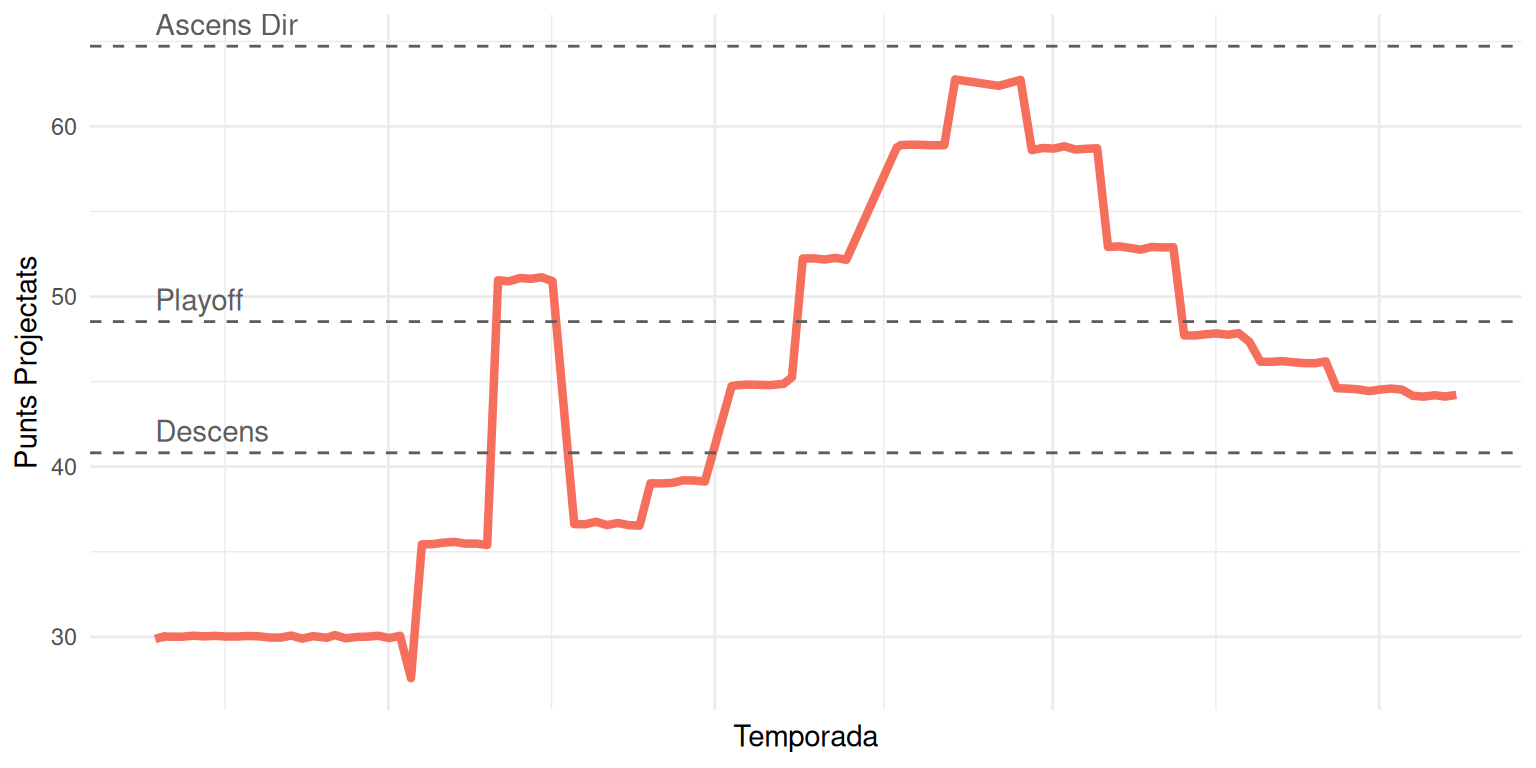 Ascens Dir
60
50
Playoff
Descens
40
30
Punts Projectats
Temporada